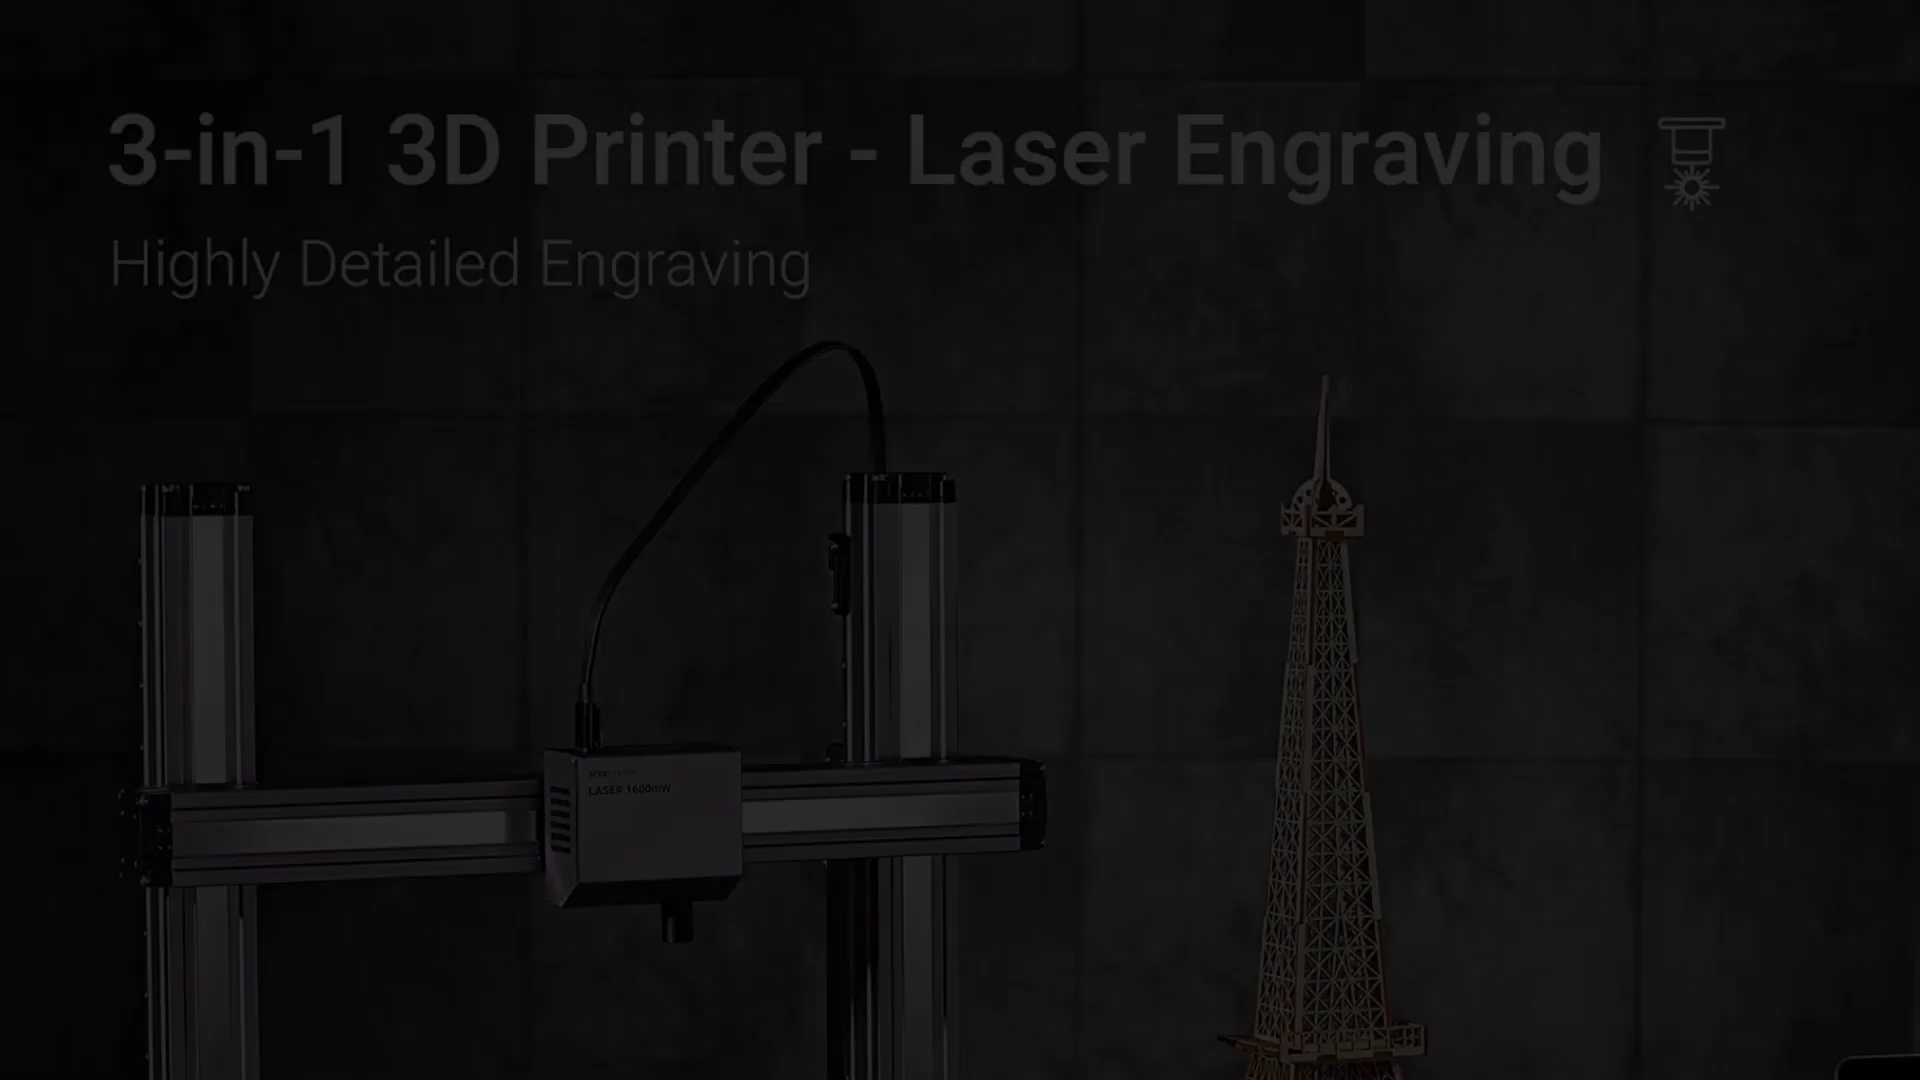 3-in-1 3D Printer - Laser Engraving
Highly Detailed Engraving
LASER 1600mW